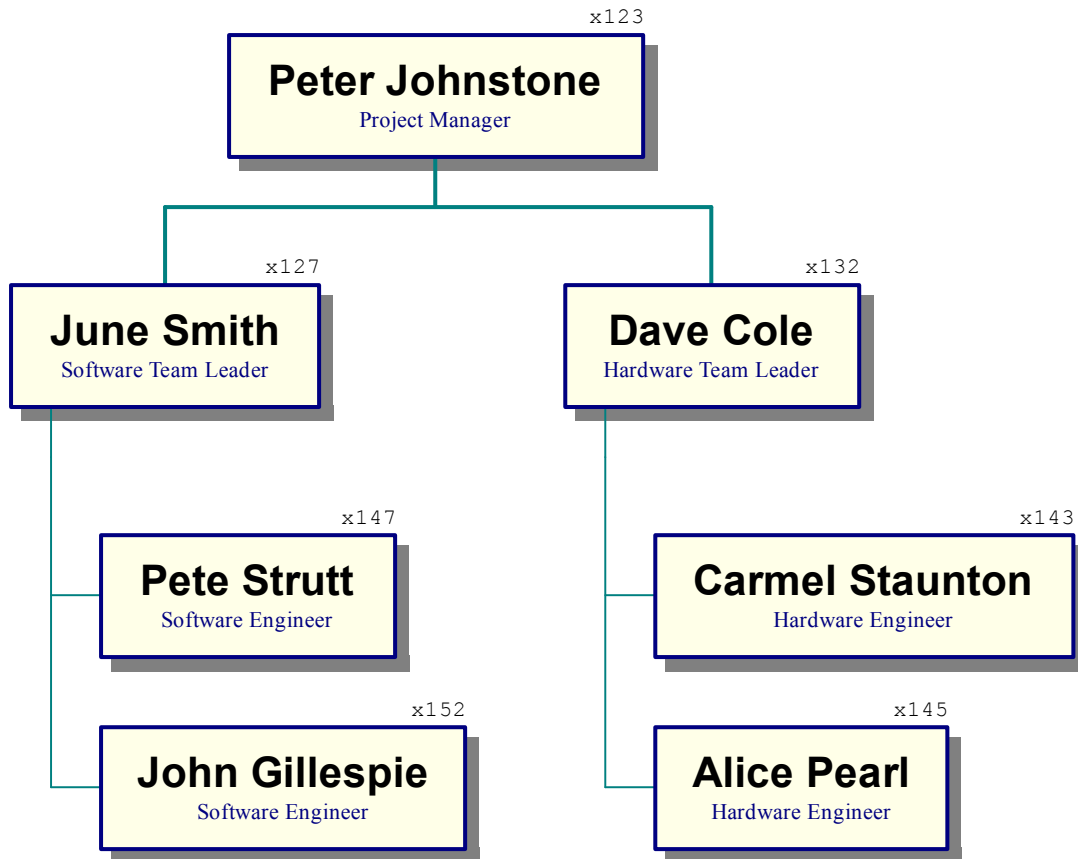 x123
Peter Johnstone
Project Manager
x127
June Smith
Software Team Leader
x132
Dave Cole
Hardware Team Leader
x147
Pete Strutt
Software Engineer
x152
John Gillespie
Software Engineer
x143
Carmel Staunton
Hardware Engineer
x145
Alice Pearl
Hardware Engineer